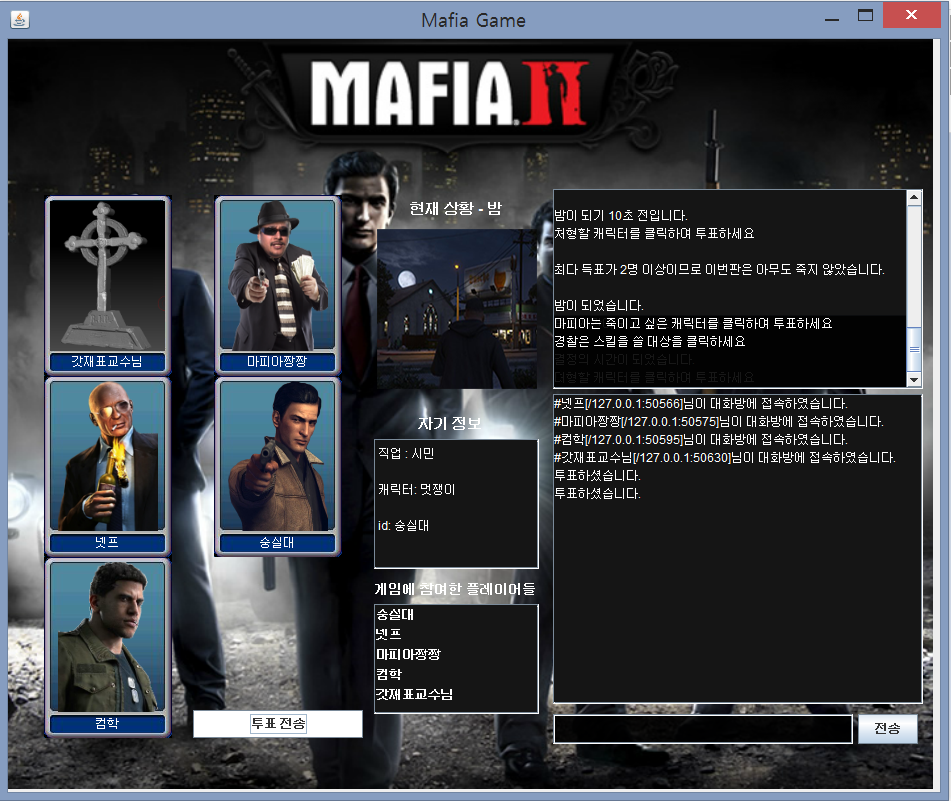 Mafia Game
MAFIA II
갓재표교수님
마피아짱짱
넷프
숭실대
컴학
투표 전송
현재 상황 - 밤
자기 정보
직업 : 시민
캐릭터: 멋쟁이
id: 숭실대
게임에 참여한 플레이어들
숭실대
넷프
마피아짱짱
컴학
갓재표교수님
밤이 되기 10초 전입니다.
처형할 캐릭터를 클릭하며 투표하세요
최다 득표가 2명 이상이므로 이번판은 아무도 죽지 않았습니다.
밤이 되었습니다.
마피아는 죽이고 싶은 캐릭터를 클릭하며 투표하세요
경찰은 스킬을 쓸 대상을 클릭하세요
결정의 시간이 되었습니다
처형할 캐릭터를 클릭하며 투표하세요
#넷프[/127.0.0.1:50566]님이 대화방에 접속하였습니다.
#마피아짱짱[/127.0.0.1:50575]님이 대화방에 접속하였습니다.
#컴학[/127.0.0.1:50595]님이 대화방에 접속하였습니다.
#갓재표교수님[/127.0.0.1:50630]님이 대화방에 접속하였습니다.
투표하셨습니다.
투표하셨습니다.
전송